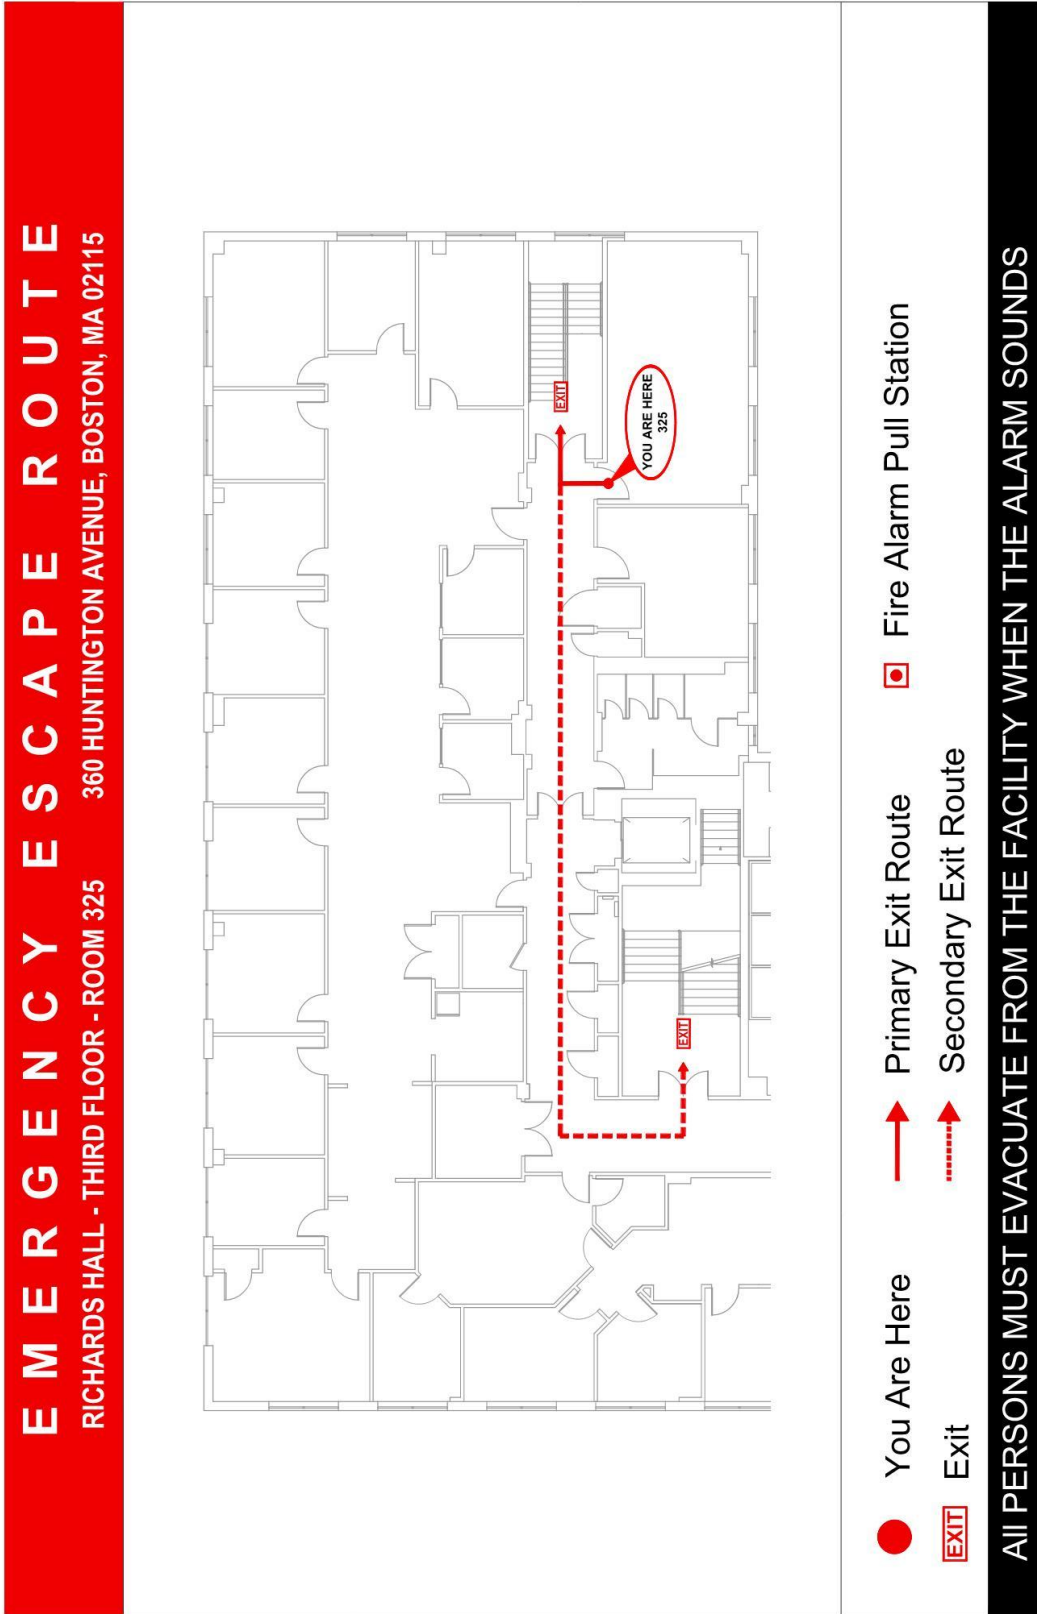 EMERGENCY ESCAPE ROUTE
RICHARDS HALL - THIRD FLOOR - ROOM 325 360 HUNTINGTON AVENUE, BOSTON, MA 02115
EXIT
YOU ARE HERE
325
EXIT
You Are Here
Primary Exit Route
Fire Alarm Pull Station
EXIT Exit
Secondary Exit Route
All PERSONS MUST EVACUATE FROM THE FACILITY WHEN THE ALARM SOUNDS